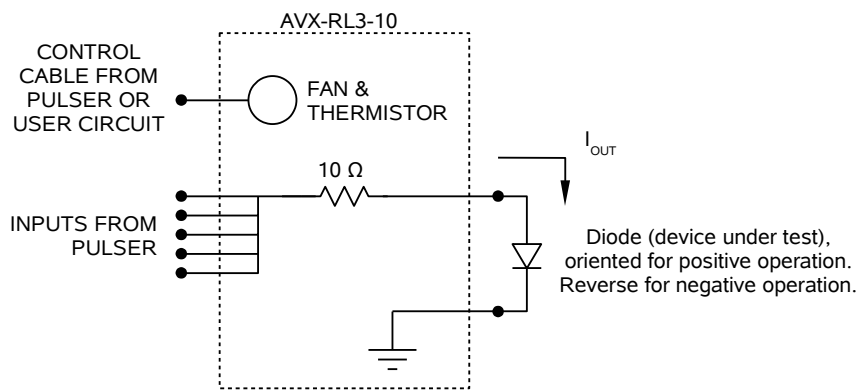 AVX-RL3-10
CONTROL
CABLE FROM
PULSER OR
USER CIRCUIT
FAN &
THERMISTOR
I_OUT
10 Ω
INPUTS FROM
PULSER
Diode (device under test),
oriented for positive operation.
Reverse for negative operation.